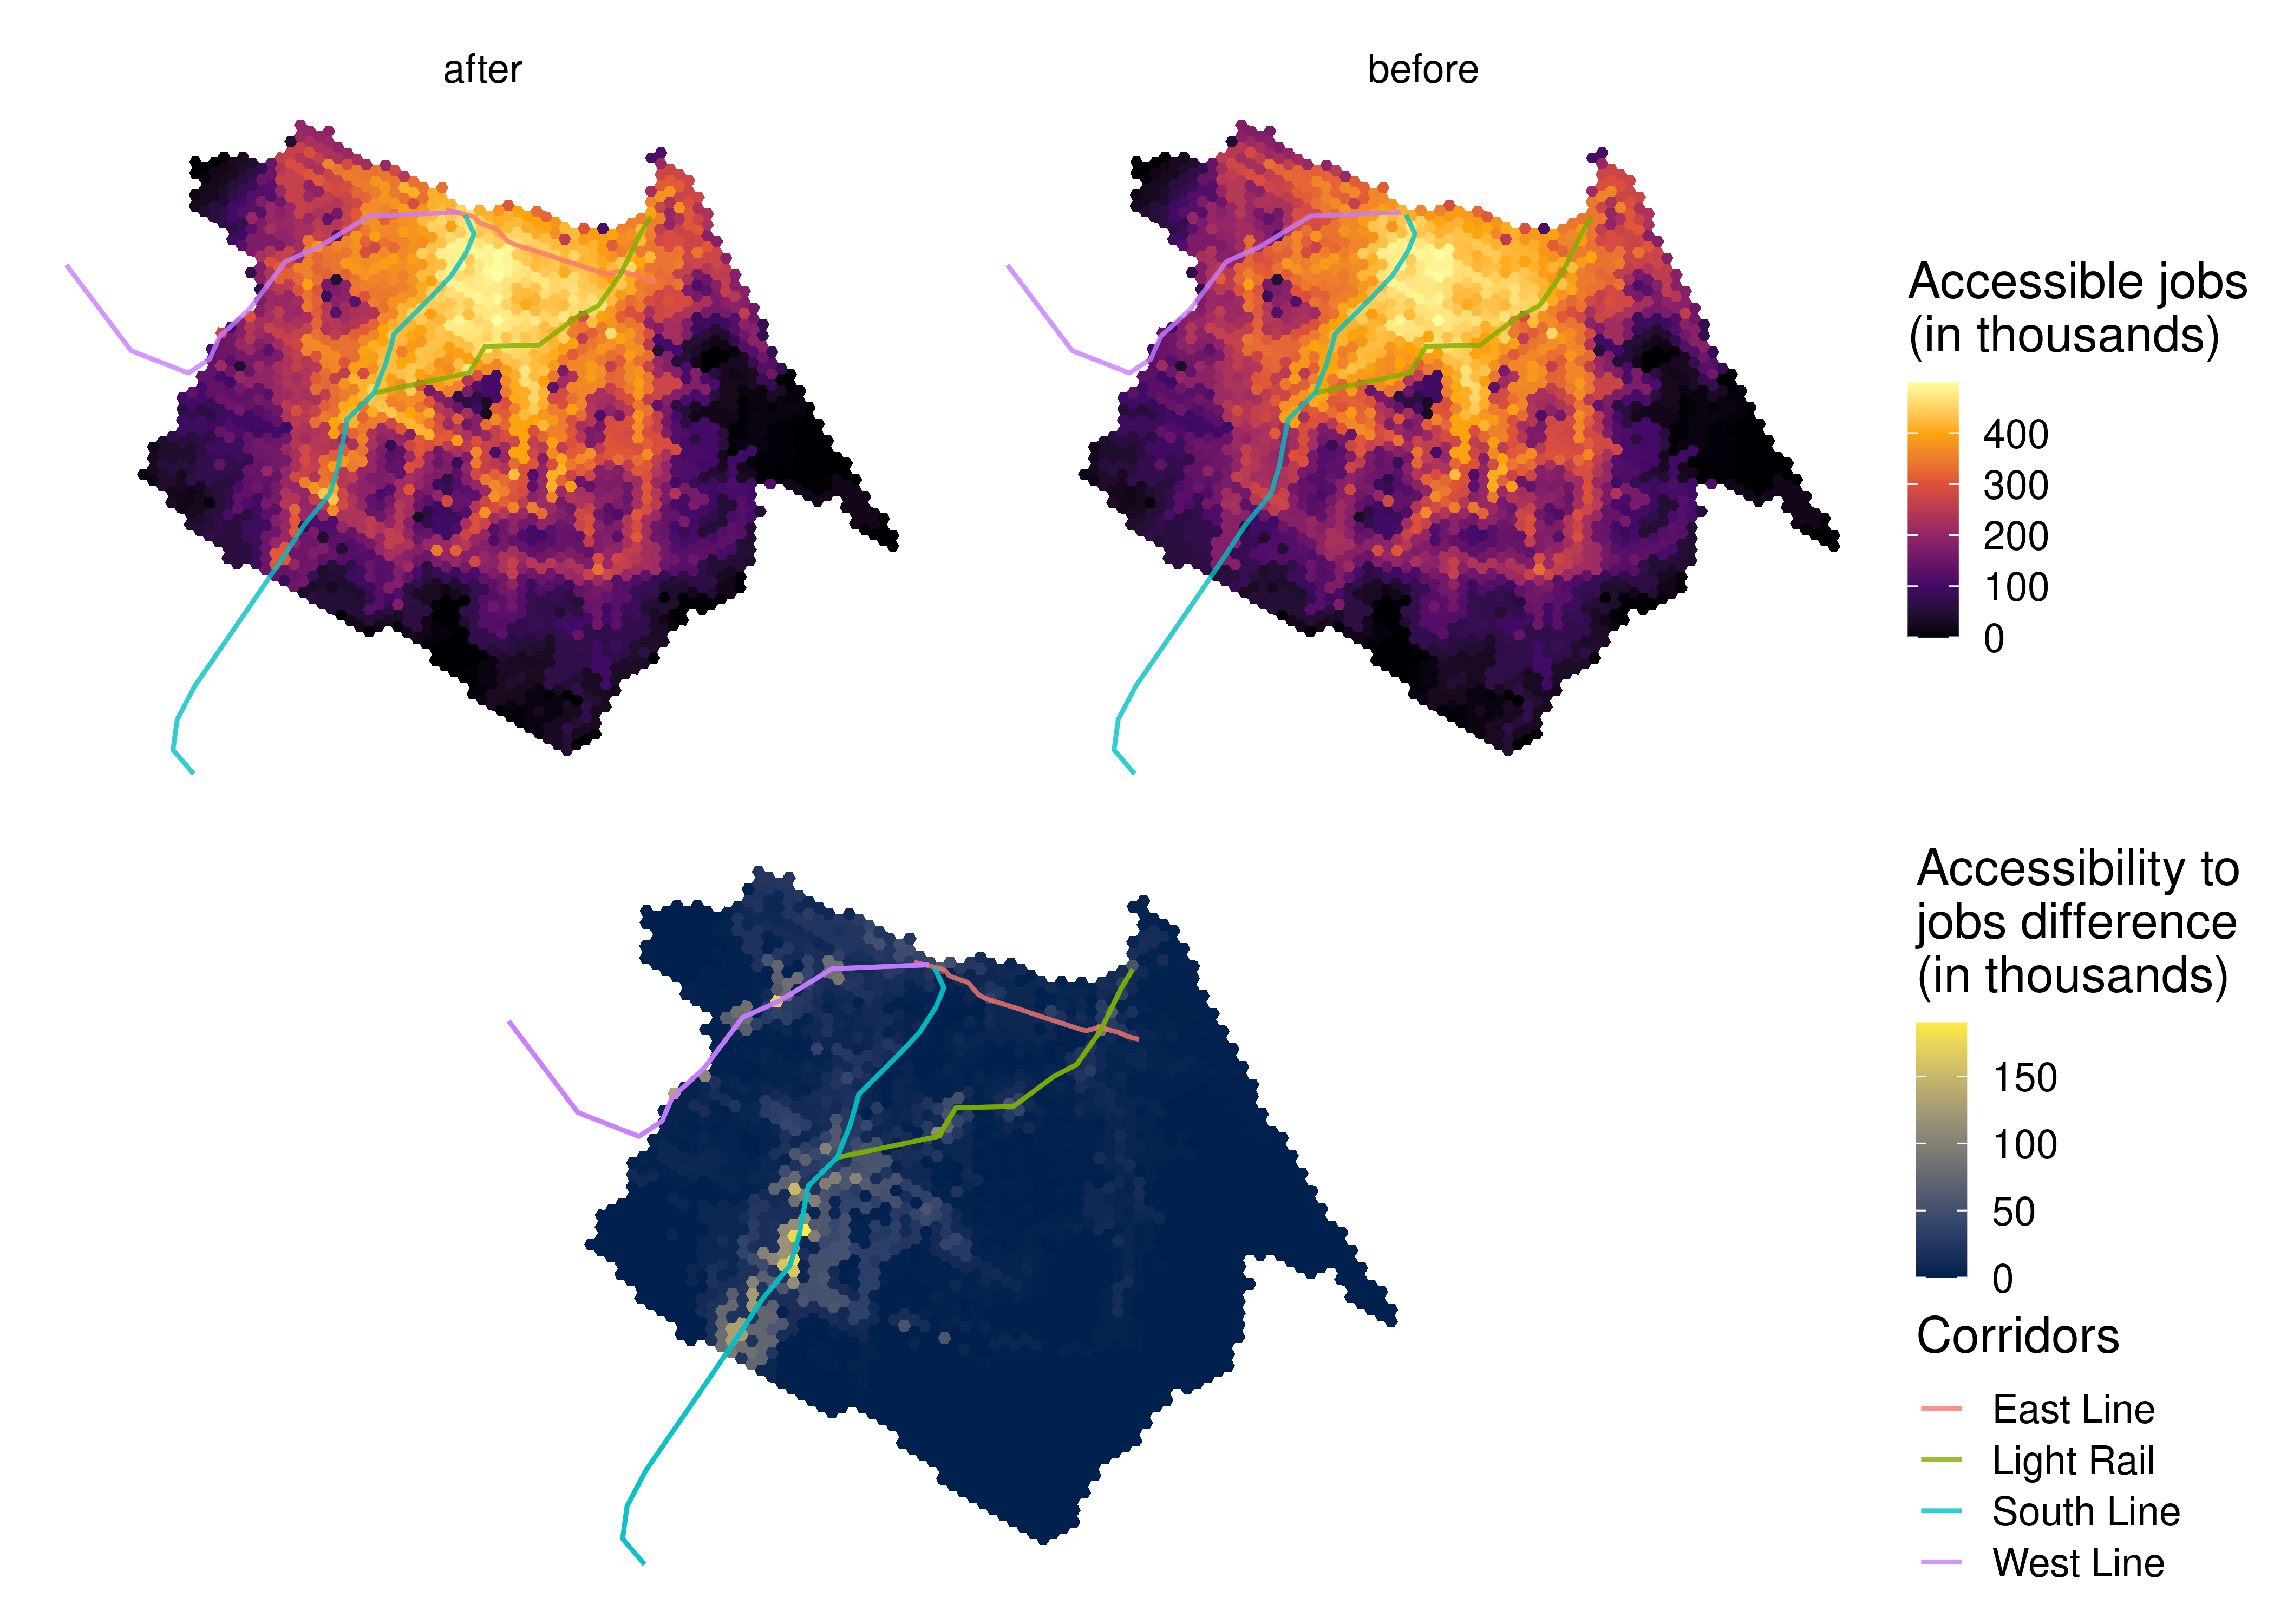 after
before
Accessible jobs
(in thousands)
400
300
200
100
0
Accessibility to
jobs difference
(in thousands)
150
100
50
0
Corridors
East Line
Light Rail
South Line
West Line